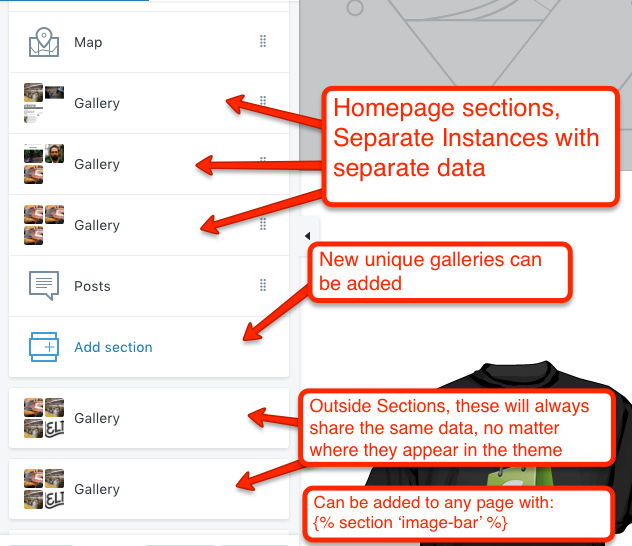 Map
Gallery
Homepage sections,
Separate Instances with
separate data
Gallery
Gallery
New unique galleries can
be added
Posts
Add section
Gallery
Outside Sections, these will always
share the same data, no matter
where they appear in the theme
Gallery
Can be added to any page with:
{% section ‘image-bar’ %}
ELT
ELT